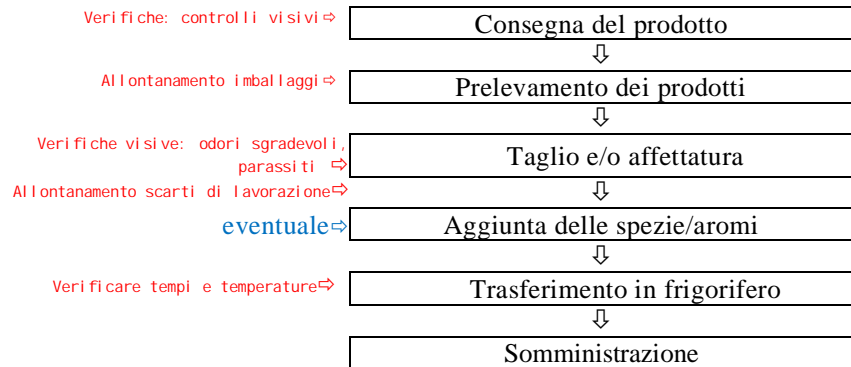 Verifiche: controlli visivi⇨ Consegna del prodotto
⇩
Allontanamento imballaggi⇨ Prelevamento dei prodotti
⇩
Verifiche visive: odori sgradevoli,
parassiti ⇨ Taglio e/o affettatura
Allontanamento scarti di lavorazione⇨ ⇩
eventuale⇨ Aggiunta delle spezie/aromi
⇩
Verificare tempi e temperature⇨ Trasferimento in frigorifero
⇩
Somministrazione